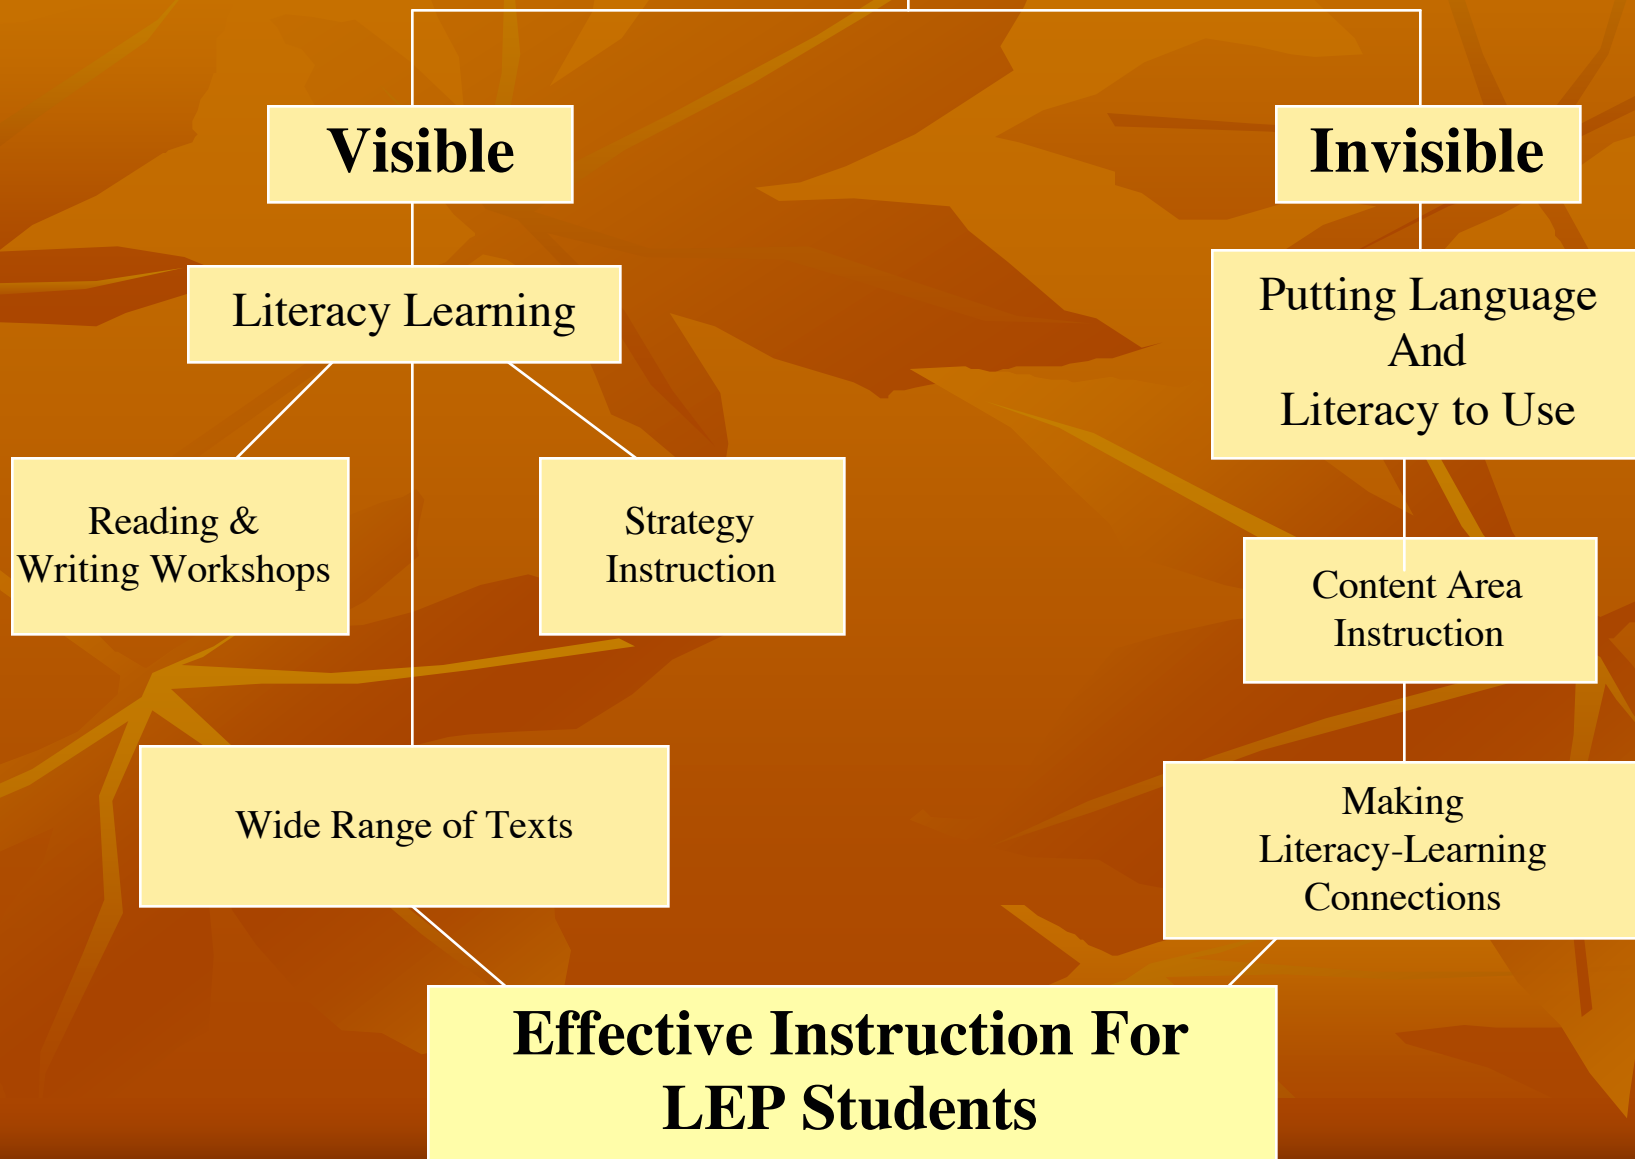 Visible
Invisible
Literacy Learning
Putting Language
And
Literacy to Use
Reading &
Writing Workshops
Strategy
Instruction
Content Area
Instruction
Wide Range of Texts
Making
Literacy-Learning
Connections
Effective Instruction For
LEP Students